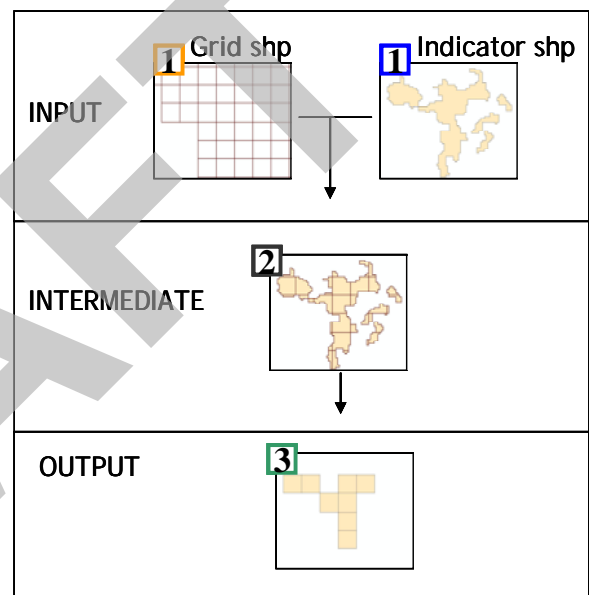 1 Grid shp
1 Indicator shp
INPUT
2
INTERMEDIATE
3
OUTPUT